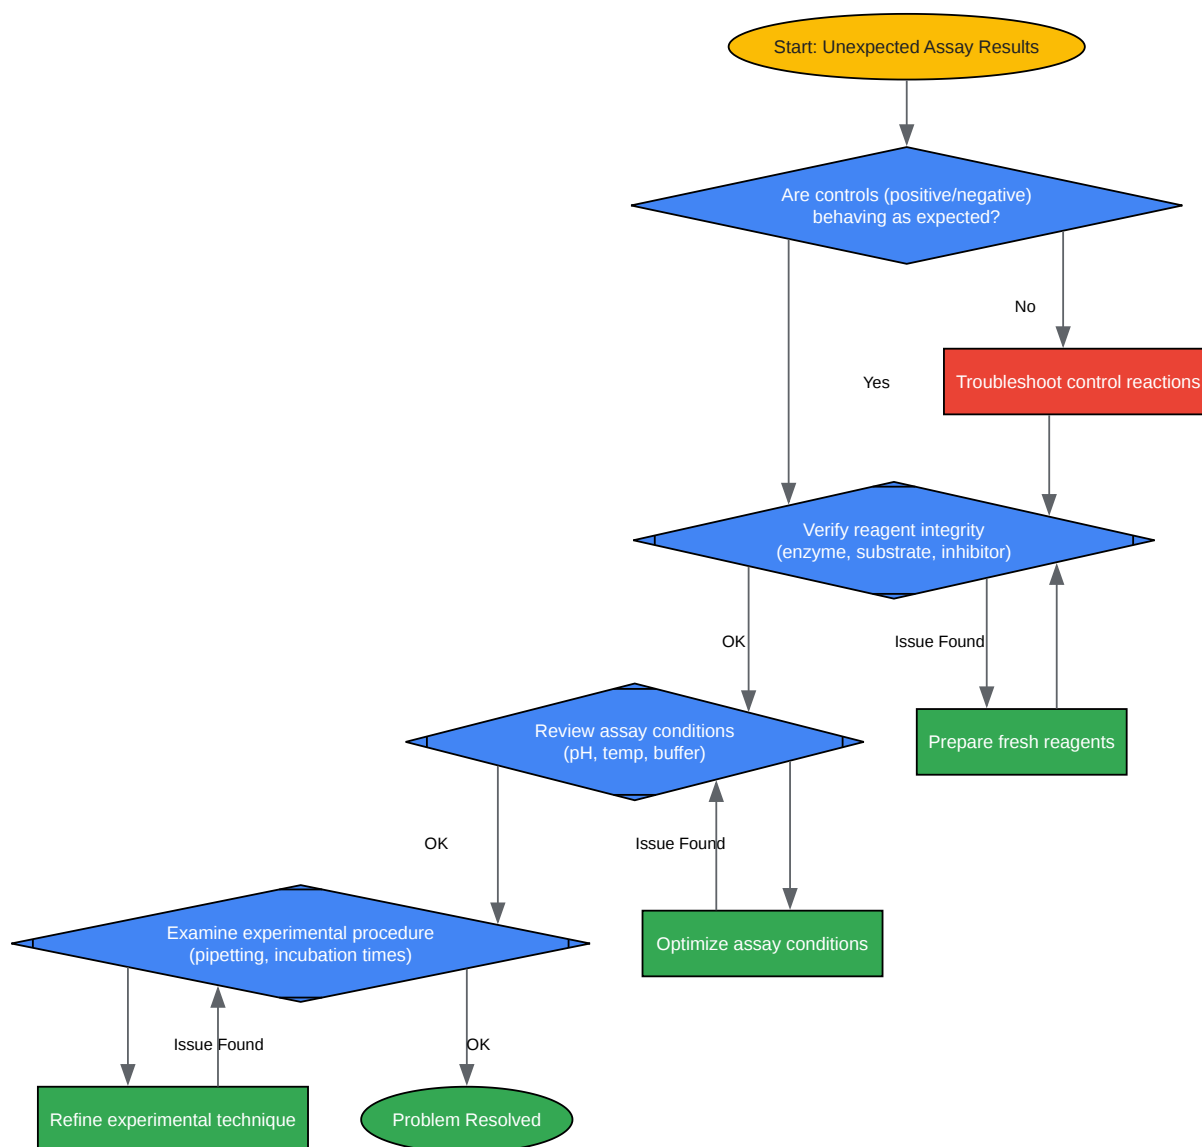 Start: Unexpected Assay Results
Are controls (positive/negative)
behaving as expected?
No
Yes
Troubleshoot control reactions
Verify reagent integrity
(enzyme, substrate, inhibitor)
OK
Issue Found
Review assay conditions
(pH, temp, buffer)
Prepare fresh reagents
OK
Issue Found
Examine experimental procedure
(pipetting, incubation times)
Optimize assay conditions
Issue Found
OK
Refine experimental technique
Problem Resolved